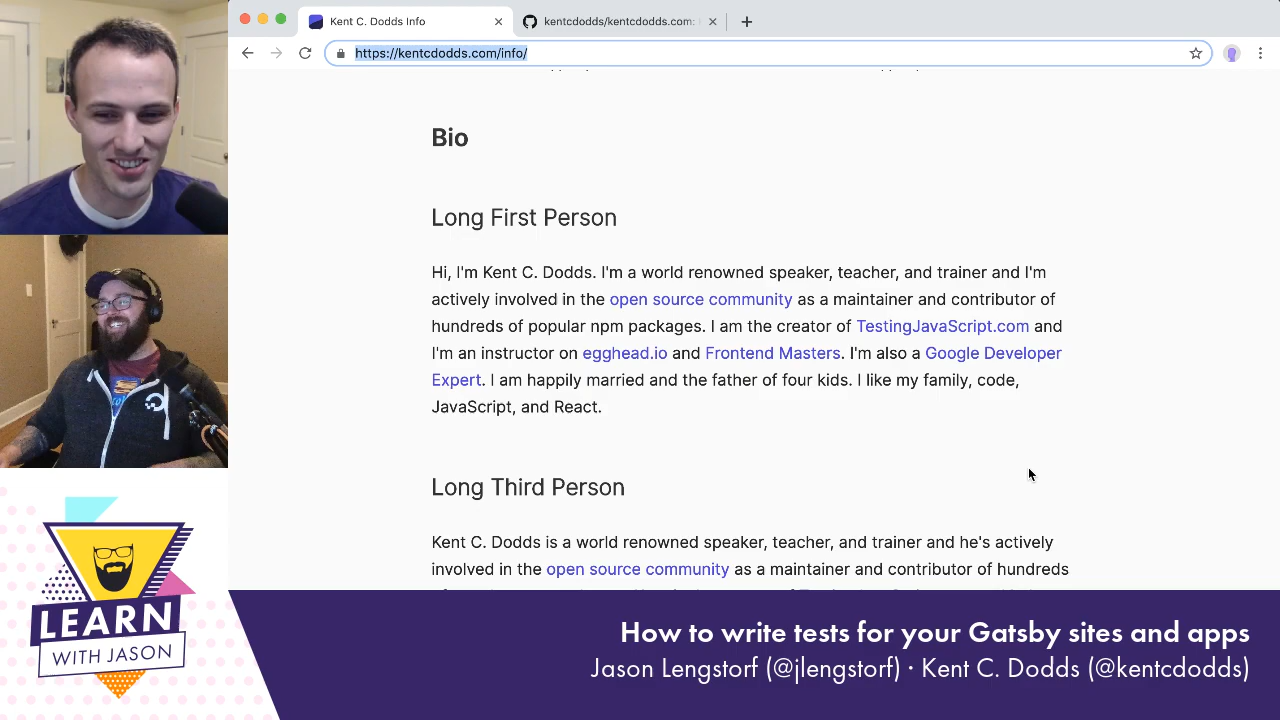 Kent C. Dodds Info
kentcdodds/kentcdodds.com:
https://kentcdodds.com/info/
Bio
Long First Person
Hi, I'm Kent C. Dodds. I'm a world renowned speaker, teacher, and trainer and I'm
actively involved in the open source community as a maintainer and contributor of
hundreds of popular npm packages. I am the creator of TestingJavaScript.com and
I'm an instructor on egghead.io and Frontend Masters. I'm also a Google Developer
Expert. I am happily married and the father of four kids. I like my family, code,
JavaScript, and React.
Long Third Person
Kent C. Dodds is a world renowned speaker, teacher, and trainer and he's actively
involved in the open source community as a maintainer and contributor of hundreds
LEARN
WITH JASON
How to write tests for your Gatsby sites and apps
Jason Lengstorf (@jlengstorf) · Kent C. Dodds (@kentcdodds)